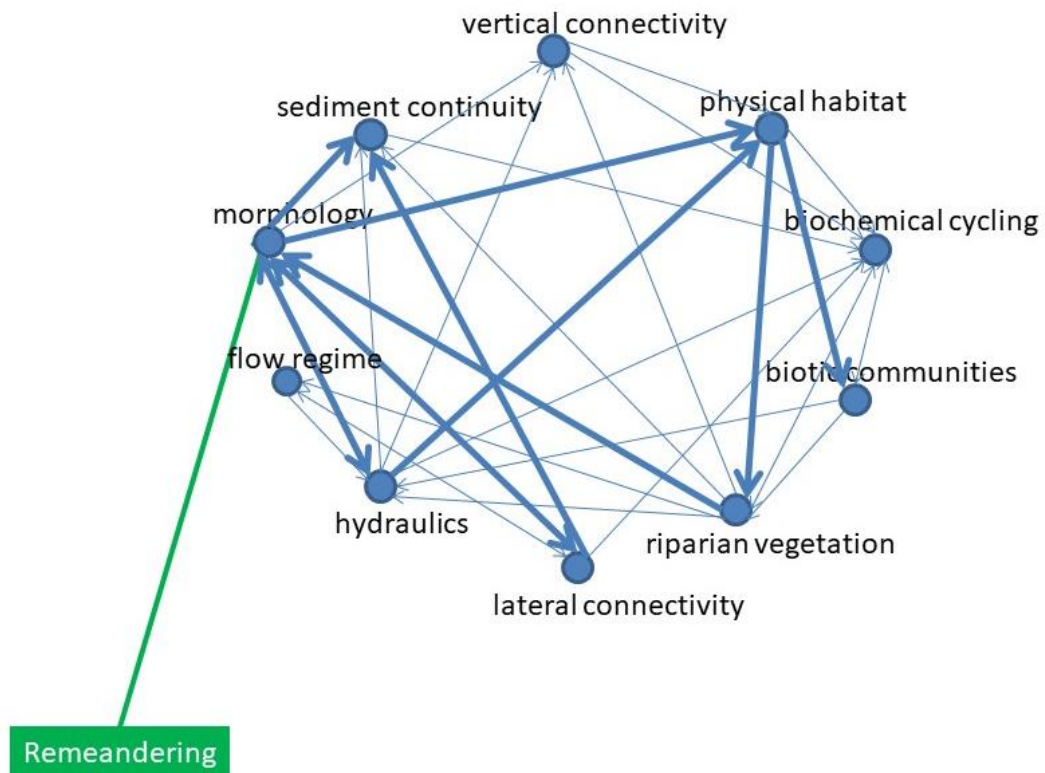 vertical connectivity
sediment continuity
physical habitat
morphology
biochemical cycling
flow regime
biotic communities
hydraulics
riparian vegetation
lateral connectivity
Remeandering